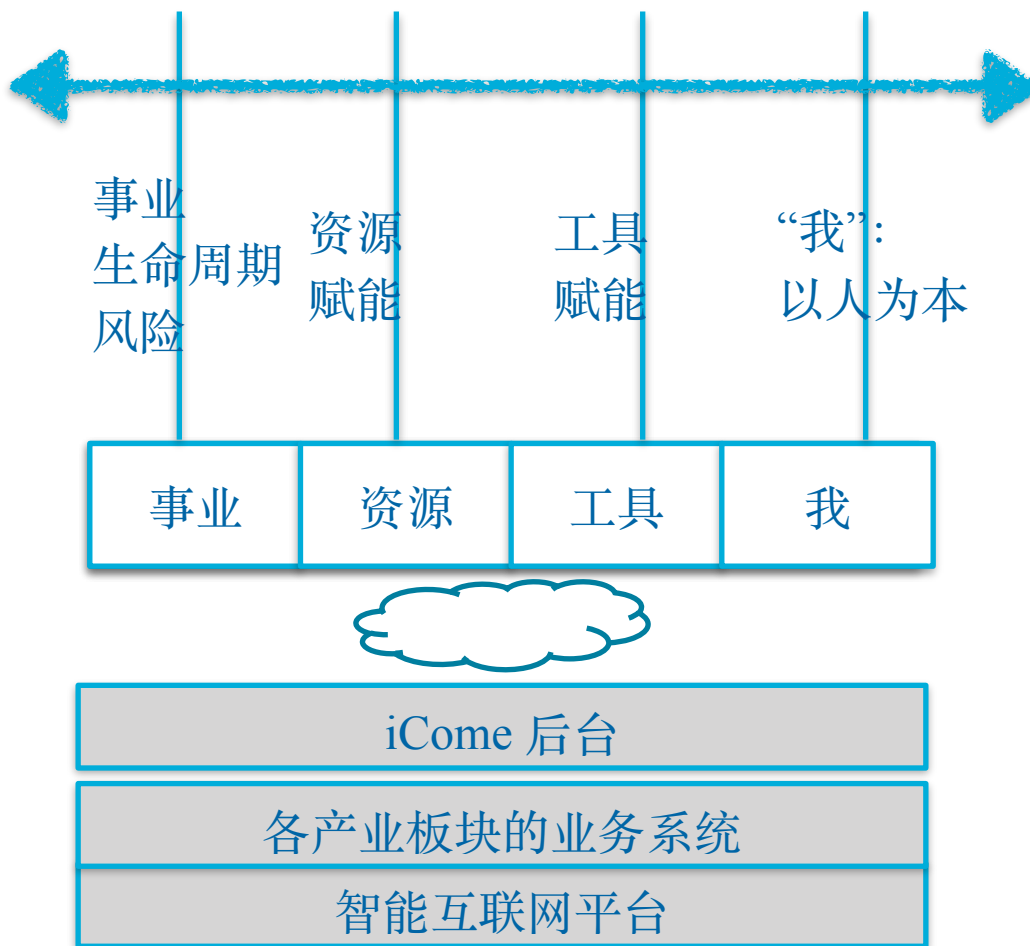 事业
生命周期
风险
资源
赋能
工具
赋能
“我”:
以人为本
事业
资源
工具
我
iCome 后台
各产业板块的业务系统
智能互联网平台